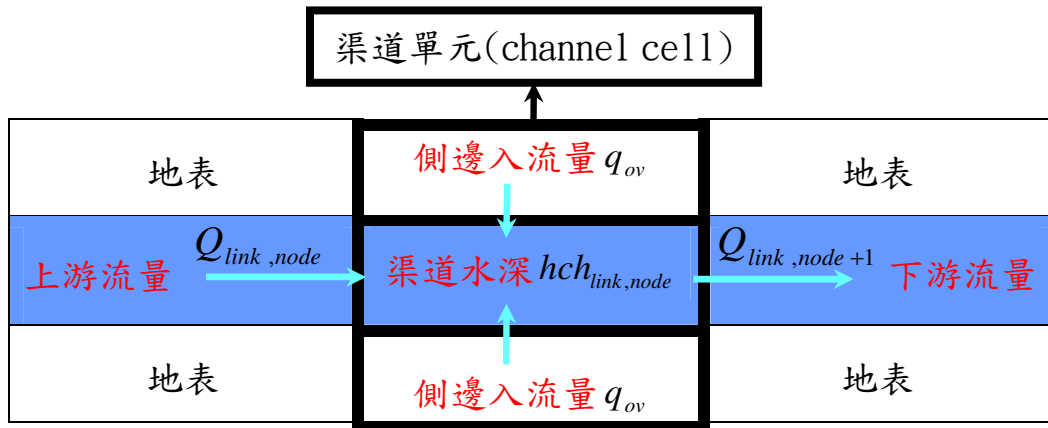 渠道單元(channel cell)
地表 側邊入流量 q_ov 地表
上游流量 Q_link,node 渠道水深 hch_link,node Q_link,node+1 下游流量
地表 側邊入流量 q_ov 地表